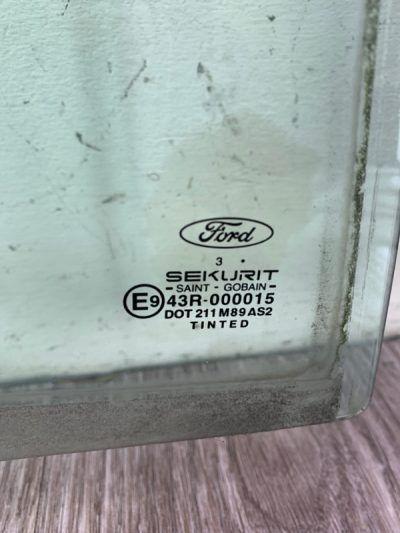 Ford
3 •
SEKURIT
- SAINT - GOBAIN -
E9 43R-000015
DOT 211 M89 AS2
TINTED